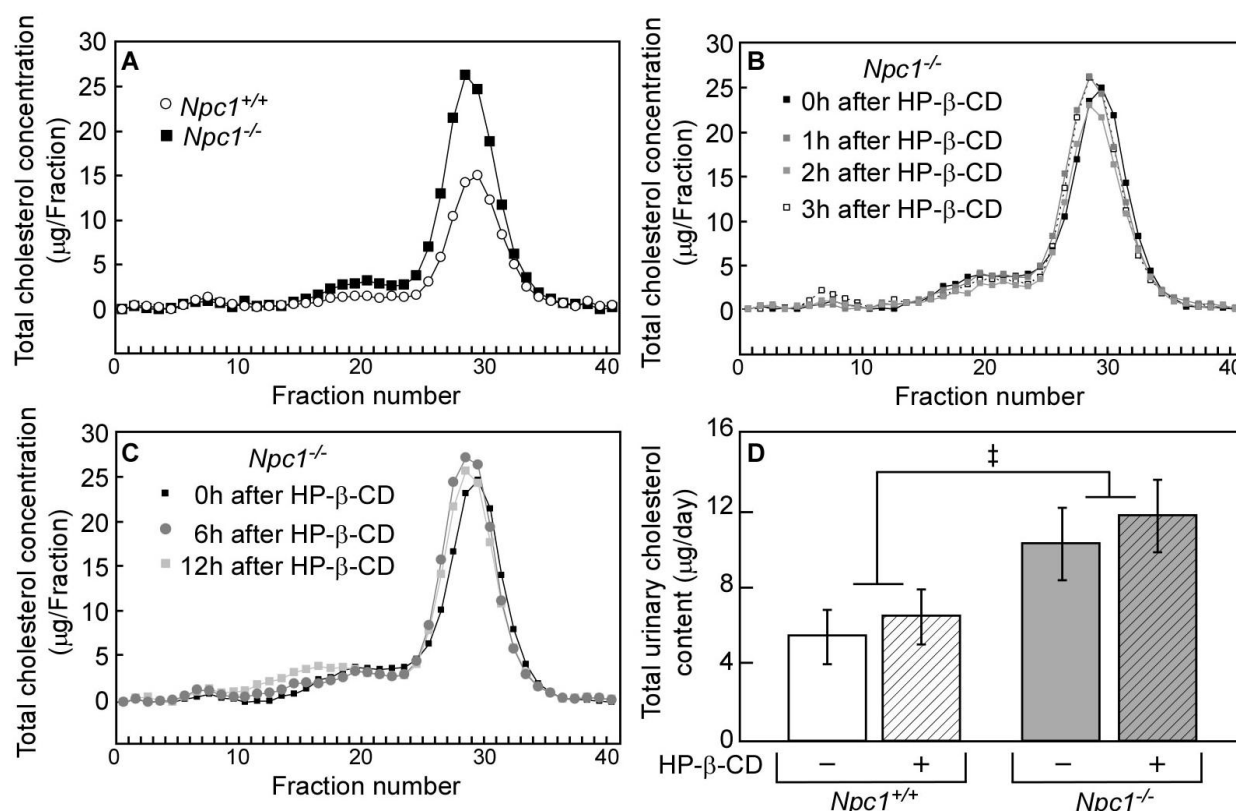 A
Total cholesterol concentration
(µg/Fraction)
30
25
20
15
10
5
0
Npc1+/+
Npc1-/-
0 10 20 30 40
Fraction number
B
Total cholesterol concentration
(µg/Fraction)
30
25
20
15
10
5
0
Npc1-/-
0h after HP-β-CD
1h after HP-β-CD
2h after HP-β-CD
3h after HP-β-CD
0 10 20 30 40
Fraction number
C
Total cholesterol concentration
(µg/Fraction)
30
25
20
15
10
5
0
Npc1-/-
0h after HP-β-CD
6h after HP-β-CD
12h after HP-β-CD
0 10 20 30 40
Fraction number
D
Total urinary cholesterol
content (µg/day)
16
12
8
4
0
‡
HP-β-CD − + − +
Npc1+/+ Npc1-/-